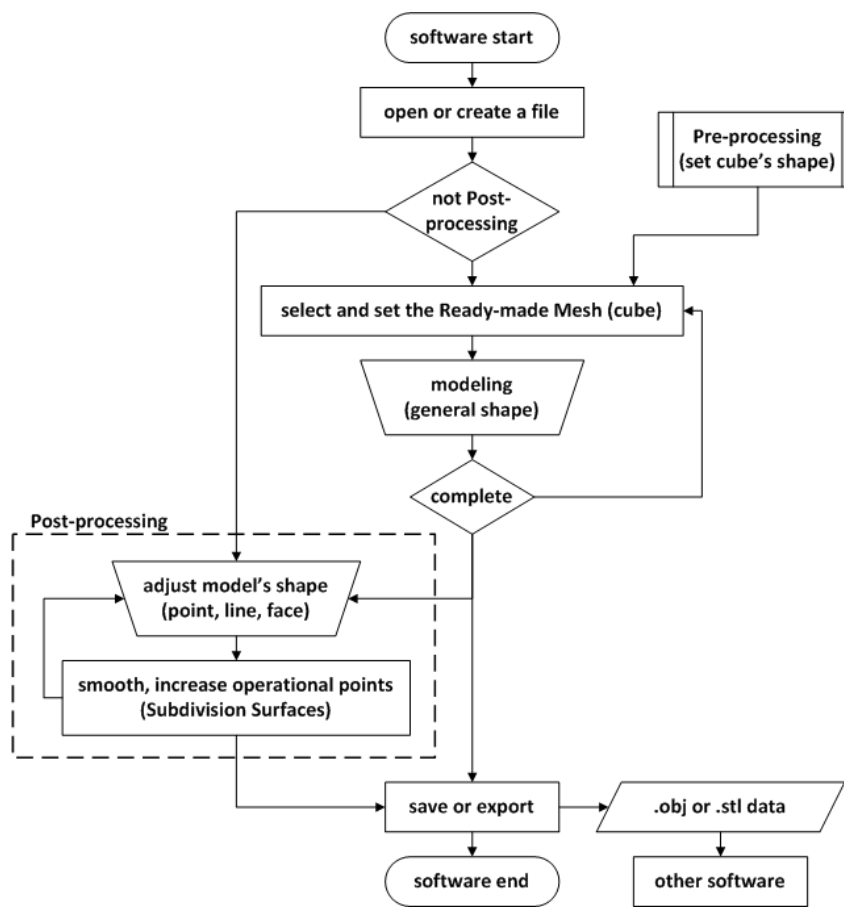 software start
open or create a file
Pre-processing
(set cube's shape)
not Post-
processing
select and set the Ready-made Mesh (cube)
modeling
(general shape)
complete
Post-processing
adjust model's shape
(point, line, face)
smooth, increase operational points
(Subdivision Surfaces)
save or export
.obj or .stl data
software end
other software